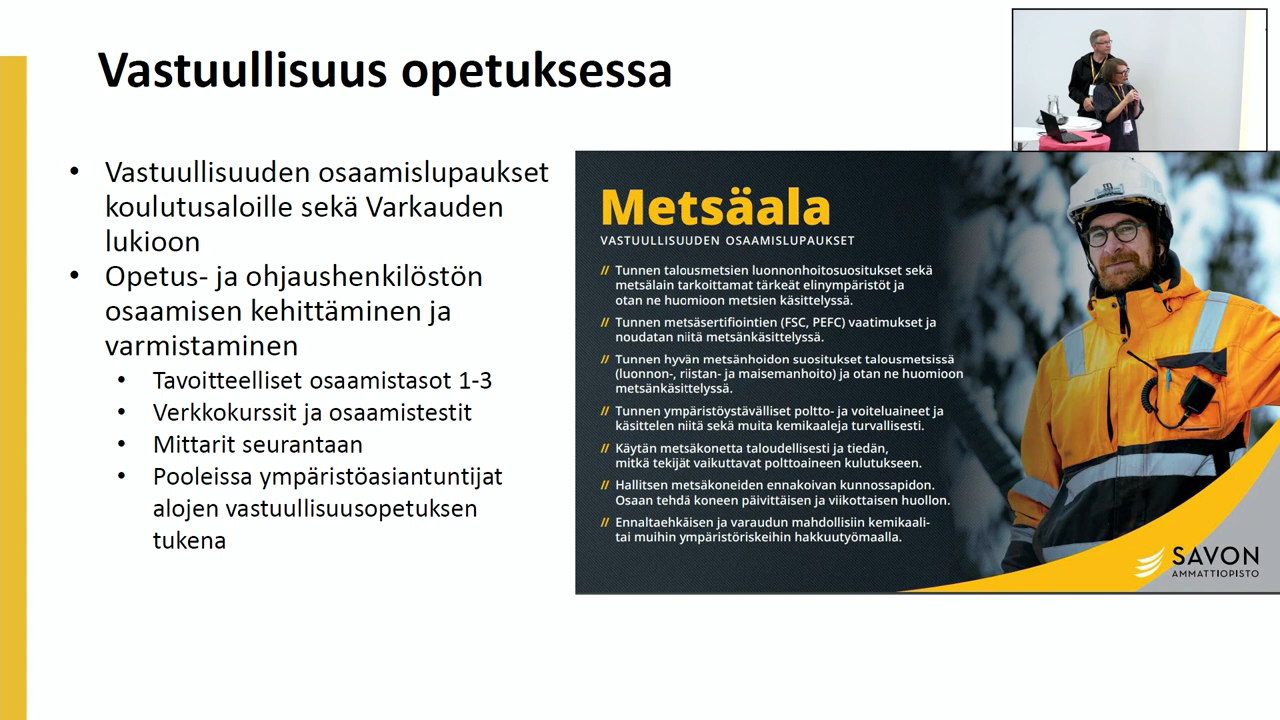 Vastuullisuus opetuksessa
• Vastuullisuuden osaamislupaukset
koulutusaloille sekä Varkauden
lukioon
• Opetus- ja ohjaushenkilöstön
osaamisen kehittäminen ja
varmistaminen
• Tavoitteelliset osaamistasot 1-3
• Verkkokurssit ja osaamistestit
• Mittarit seurantaan
• Pooleissa ympäristöasiantuntijat
alojen vastuullisuusopetuksen
tukena
Metsäala
VASTUULLISUUDEN OSAAMISLUPAUKSET
// Tunnen talousmetsien luonnonhoitosuositukset sekä
metsälain tarkoittamat tärkeät elinympäristöt ja
otan ne huomioon metsien käsittelyssä.
// Tunnen metsäsertifiointien (FSC, PEFC) vaatimukset ja
noudatan niitä metsänkäsittelyssä.
// Tunnen hyvän metsänhoidon suositukset talousmetsissä
(luonnon-, riistan- ja maisemanhoito) ja otan ne huomioon
metsänkäsittelyssä.
// Tunnen ympäristöystävälliset poltto- ja voiteluaineet ja
käsittelen niitä sekä muita kemikaaleja turvallisesti.
// Käytän metsäkonetta taloudellisesti ja tiedän,
mitkä tekijät vaikuttavat polttoaineen kulutukseen.
// Hallitsen metsäkoneiden ennakoivan kunnossapidon.
Osaan tehdä koneen päivittäisen ja viikottaisen huollon.
// Ennaltaehkäisen ja varaudun mahdollisiin kemikaali-
tai muihin ympäristöriskeihin hakkuutyömaalla.
SAVON
AMMATTIOPISTO